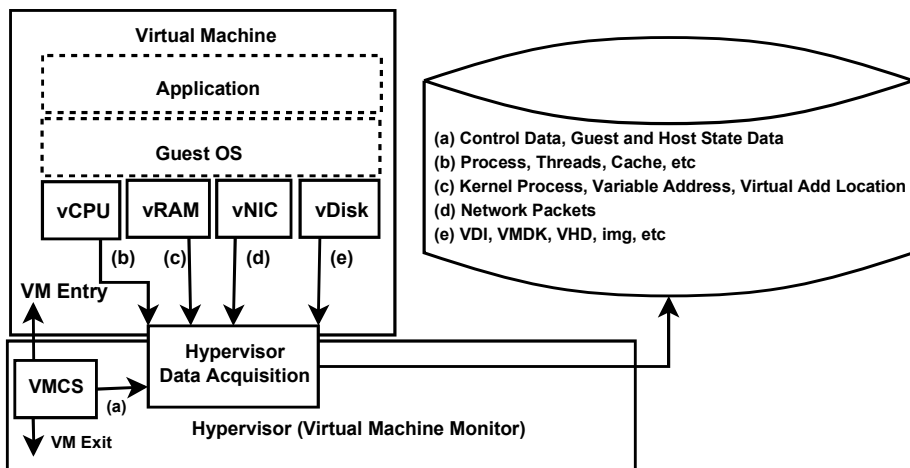 Virtual Machine
Application
Guest OS
vCPU
vRAM
vNIC
vDisk
(b)
(c)
(d)
(e)
VM Entry
Hypervisor
Data Acquisition
VMCS
(a)
VM Exit
Hypervisor (Virtual Machine Monitor)
(a) Control Data, Guest and Host State Data
(b) Process, Threads, Cache, etc
(c) Kernel Process, Variable Address, Virtual Add Location
(d) Network Packets
(e) VDI, VMDK, VHD, img, etc